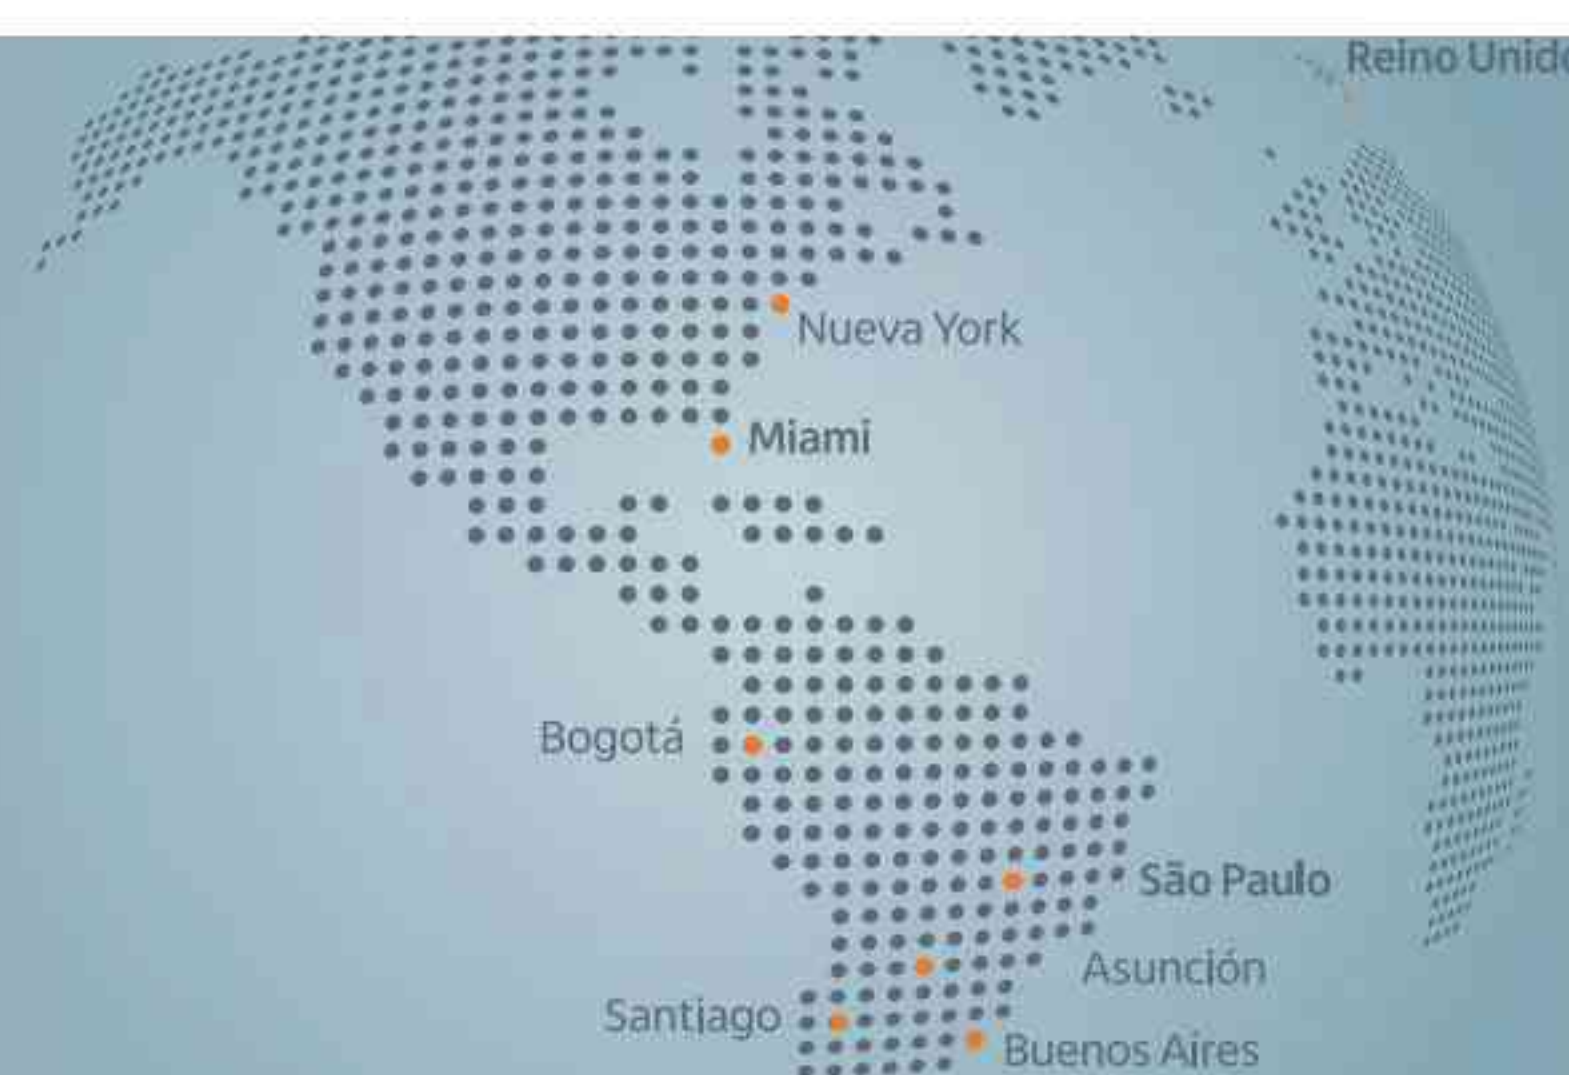 Reino Unido
Nueva York
Miami
Bogotá
São Paulo
Asunción
Santiago
Buenos Aires